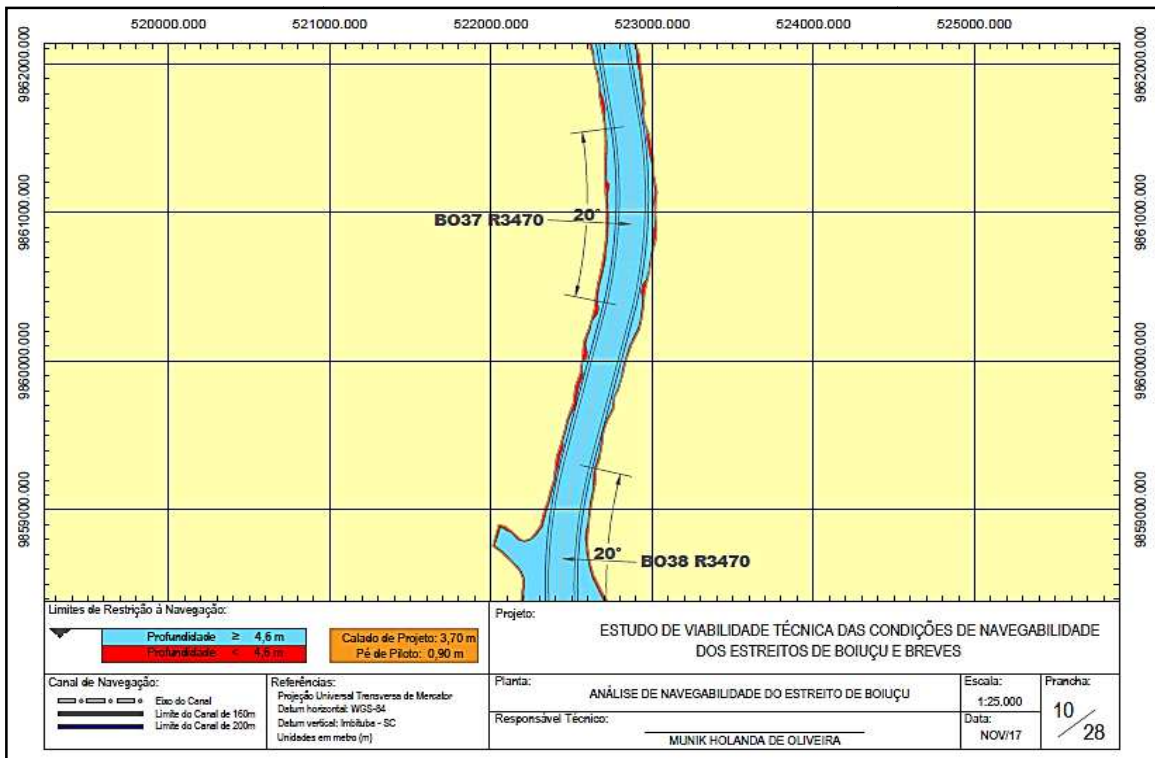 520000.000 521000.000 522000.000 523000.000 524000.000 525000.000
9862000.000 9862000.000
9861000.000 9861000.000
9860000.000 9860000.000
9859000.000 9859000.000
BO37 R3470
20°
20°
BO38 R3470
Limites de Restrição à Navegação:
Profundidade ≥ 4,6 m
Profundidade < 4,6 m
Calado de Projeto: 3,70 m
Pé de Piloto: 0,90 m
Projeto:
ESTUDO DE VIABILIDADE TÉCNICA DAS CONDIÇÕES DE NAVEGABILIDADE
DOS ESTREITOS DE BOIUÇU E BREVES
Canal de Navegação:
Eixo do Canal
Limite do Canal de 160m
Limite do Canal de 200m
Referências:
Projeção Universal Transversa de Mercator
Datum horizontal: WGS-84
Datum vertical: Imbituba - SC
Unidades em metro (m)
Planta:
ANÁLISE DE NAVEGABILIDADE DO ESTREITO DE BOIUÇU
Responsável Técnico:
MUNIK HOLANDA DE OLIVEIRA
Escala:
1:25.000
Data:
NOV/17
Prancha:
10/28